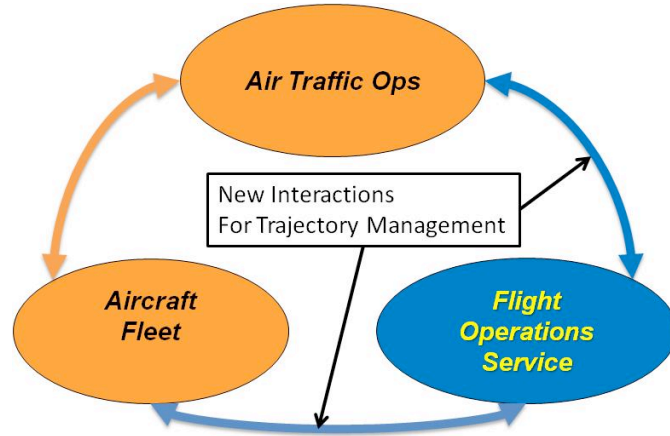 Air Traffic Ops
New Interactions
For Trajectory Management
Aircraft
Fleet
Flight
Operations
Service